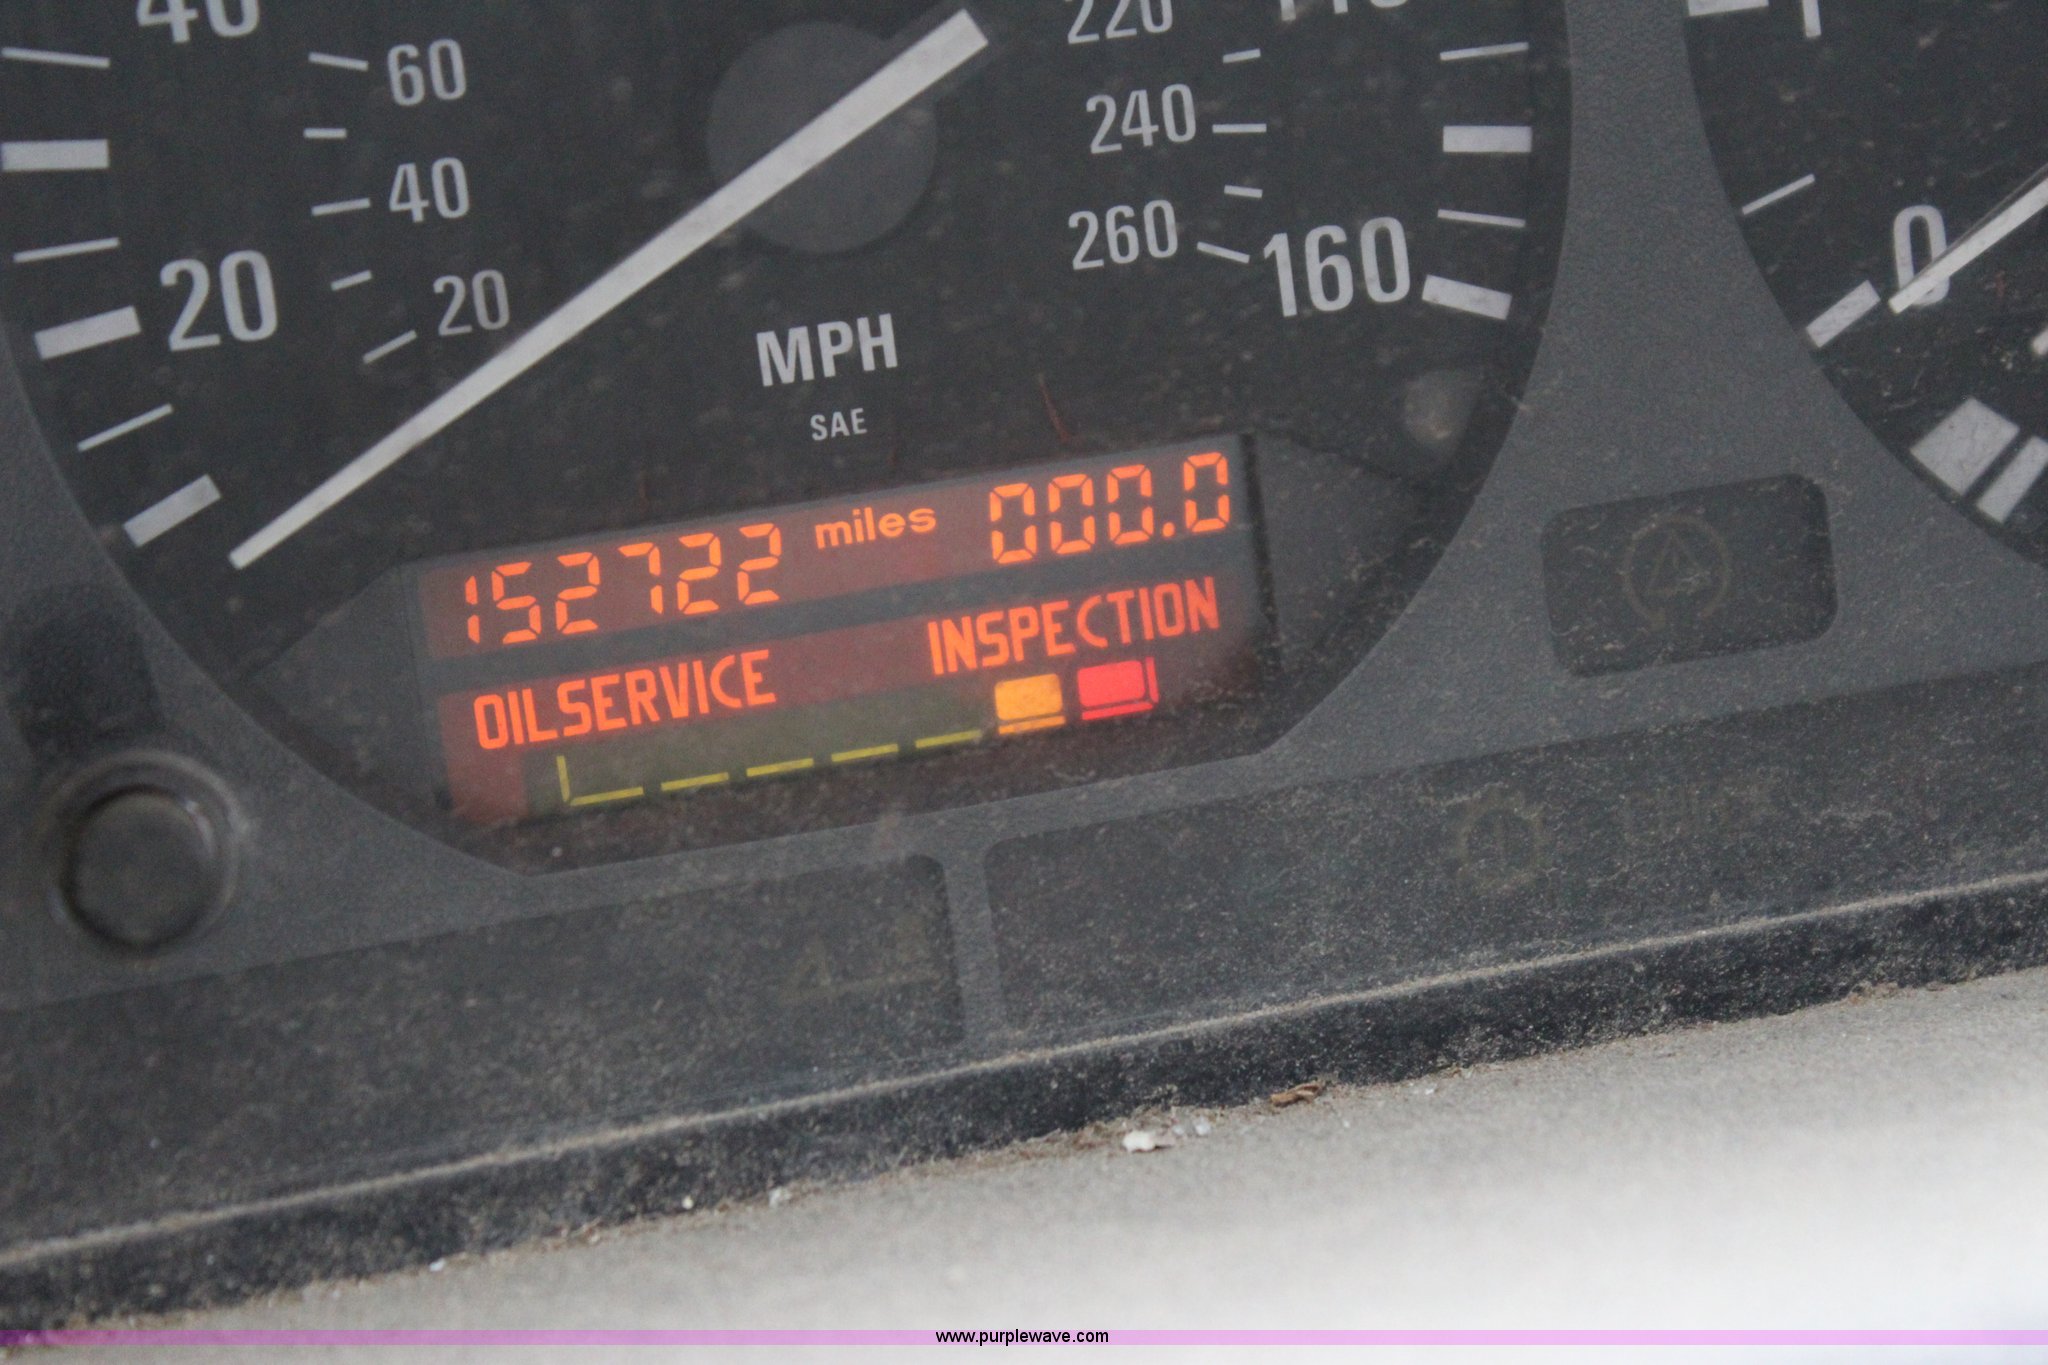 40
60
40
20
20
220
240
260
160
MPH
SAE
152722 miles 000.0
OILSERVICE INSPECTION
0
www.purplewave.com